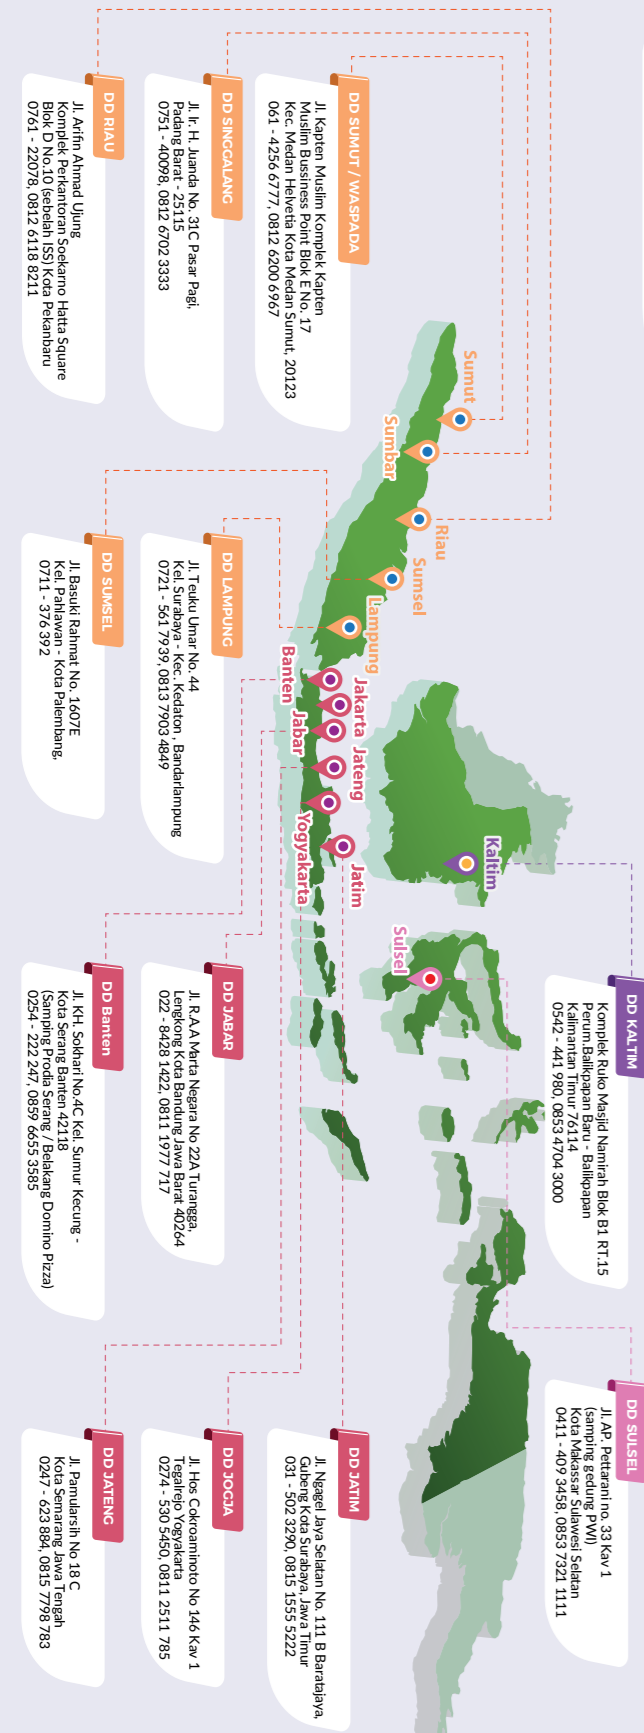 DD KALTIM
Komplek Ruko Masjid Namirah Blok B1 RT.15
Perum.Balikpapan Baru - Balikpapan
Kalimantan Timur 76114
0542 - 441 980, 0853 4704 3000
DD SULSEL
Jl. AP. Pettarani no. 33 Kav 1
(samping gedung PWI)
Kota Makassar Sulawesi Selatan
0411 - 409 3458, 0853 7321 1111
Sumut
Sumbar
Riau
Sumsel
Lampung
Banten
Jakarta
Jabar
Jateng
Yogyakarta
Jatim
Kaltim
Sulsel
DD SUMUT / WASPADA
Jl. Kapten Muslim Komplek Kapten
Muslim Bussiness Point Blok E No. 17
Kec. Medan Helvetia Kota Medan Sumut, 20123
061 - 4256 6777, 0812 6200 6967
DD JATIM
Jl. Ngagel Jaya Selatan No. 111 B Baratajaya,
Gubeng Kota Surabaya, Jawa Timur
031 - 502 3290, 0815 1555 5222
DD SINGGALANG
Jl. Ir. H. Juanda No. 31C Pasar Pagi,
Padang Barat - 25115
0751 - 40098, 0812 6702 3333
DD LAMPUNG
Jl. Teuku Umar No. 44
Kel. Surabaya - Kec. Kedaton , Bandarlampung
0721 - 561 7939, 0813 7903 4849
DD JABAR
Jl. R.A.A Marta Negara No 22A Turangga,
Lengkong Kota Bandung Jawa Barat 40264
022 - 8428 1422, 0811 1977 717
DD JOGJA
Jl. Hos Cokroaminoto No 146 Kav 1
Tegalrejo Yogyakarta
0274 - 530 5450, 0811 2511 785
DD RIAU
Jl. Arifin Ahmad Ujung
Komplek Perkantoran Soekarno Hatta Square
Blok D No.10 (sebelah ISS) Kota Pekanbaru
0761 - 22078, 0812 6118 8211
DD SUMSEL
Jl. Basuki Rahmat No. 1607E
Kel. Pahlawan - Kota Palembang,
0711 - 376 392
DD Banten
Jl. KH. Sokhari No.4C Kel. Sumur Kecung -
Kota Serang Banten 42118
(Samping Prodia Serang / Belakang Domino Pizza)
0254 - 222 247, 0859 6655 3585
DD JATENG
Jl. Pamularsih No 18 C
Kota Semarang Jawa Tengah
0247 - 623 884, 0815 7798 783